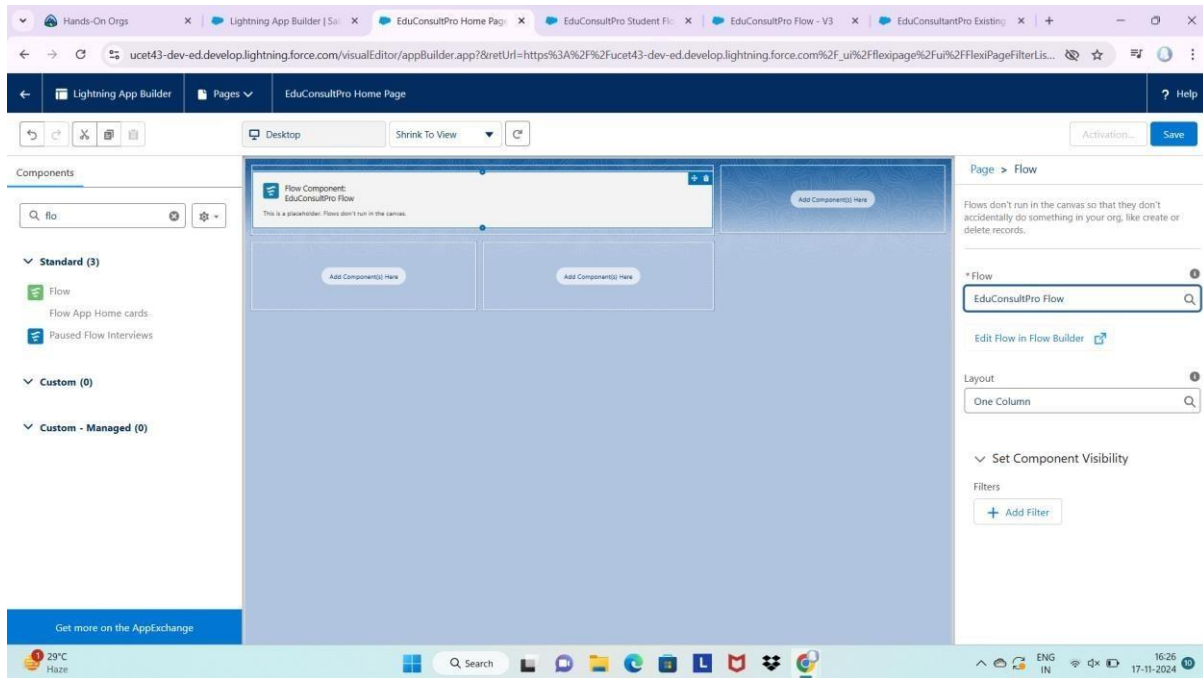 Hands-On Orgs
Lightning App Builder | Sal
EduConsultPro Home Page
EduConsultPro Student Flo
EduConsultPro Flow - V3
EduConsultantPro Existing
ucet43-dev-ed.develop.lightning.force.com/visualEditor/appBuilder.app?&retUrl=https%3A%2F%2Fucet43-dev-ed.develop.lightning.force.com%2F_ui%2Fflexipage%2Fui%2FFlexiPageFilterLis...
Lightning App Builder
Pages
EduConsultPro Home Page
? Help
Desktop
Shrink To View
Activation...
Save
Components
flo
Standard (3)
Flow
Flow App Home cards
Paused Flow Interviews
Custom (0)
Custom - Managed (0)
Get more on the AppExchange
Flow Component:
EduConsultPro Flow
This is a placeholder. Flows don't run in the canvas.
Add Component(s) Here
Add Component(s) Here
Add Component(s) Here
Page > Flow
Flows don't run in the canvas so that they don't
accidentally do something in your org, like create or
delete records.
* Flow
EduConsultPro Flow
Edit Flow in Flow Builder
Layout
One Column
Set Component Visibility
Filters
+ Add Filter
1
29°C
Haze
Search
L
ENG
IN
16:26
17-11-2024
10